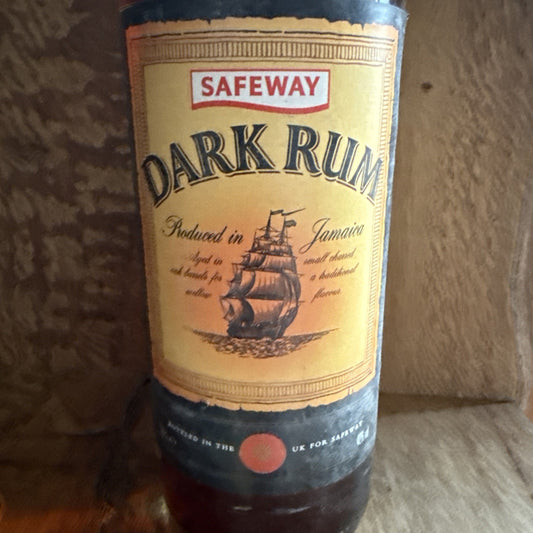 SAFEWAY
DARK RUM
Produced in Jamaica
Aged in small charred
oak barrels for a traditional
mellow flavour
BOTTLED IN THE UK FOR SAFEWAY